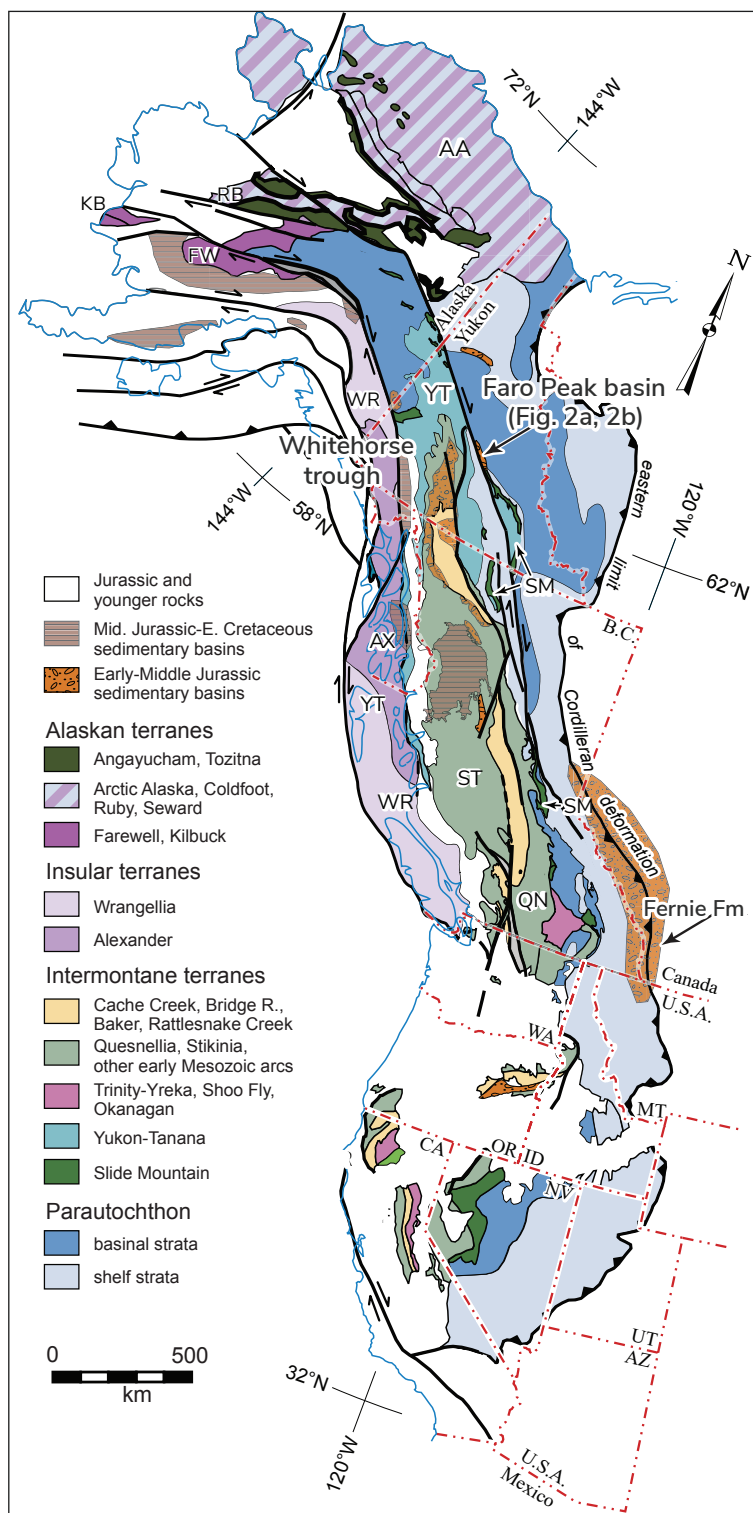 72°N
144°W
AA
RB
KB
FW
N
Alaska
Yukon
YT
Faro Peak basin
(Fig. 2a, 2b)
WR
Whitehorse
trough
144°W
58°N
eastern
limit
of
Cordilleran
deformation
120°W
62°N
SM
B.C.
AX
YT
ST
WR
SM
QN
Fernie Fm
Canada
U.S.A.
WA
MT
CA
OR
ID
NV
UT
AZ
32°N
120°W
U.S.A.
Mexico
Jurassic and
younger rocks
Mid. Jurassic-E. Cretaceous
sedimentary basins
Early-Middle Jurassic
sedimentary basins
Alaskan terranes
Angayucham, Tozitna
Arctic Alaska, Coldfoot,
Ruby, Seward
Farewell, Kilbuck
Insular terranes
Wrangellia
Alexander
Intermontane terranes
Cache Creek, Bridge R.,
Baker, Rattlesnake Creek
Quesnellia, Stikinia,
other early Mesozoic arcs
Trinity-Yreka, Shoo Fly,
Okanagan
Yukon-Tanana
Slide Mountain
Parautochthon
basinal strata
shelf strata
0 500
km